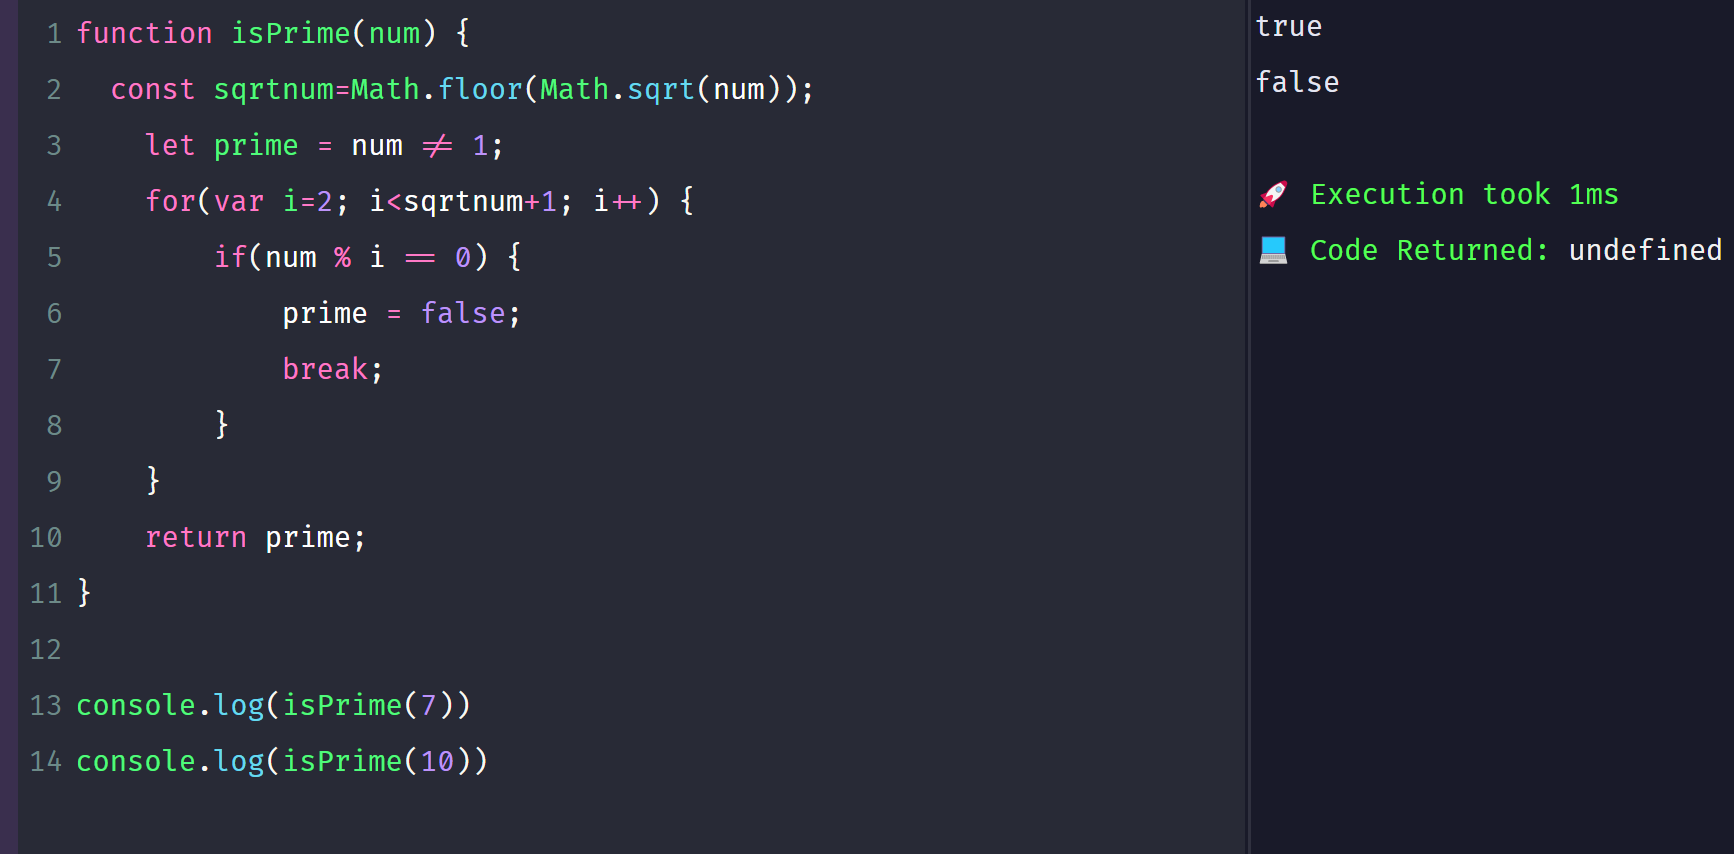 1 function isPrime(num) {
2   const sqrtnum=Math.floor(Math.sqrt(num));
3     let prime = num != 1;
4     for(var i=2; i<sqrtnum+1; i++) {
5         if(num % i == 0) {
6             prime = false;
7             break;
8         }
9     }
10     return prime;
11 }
12
13 console.log(isPrime(7))
14 console.log(isPrime(10))
true
false
🚀 Execution took 1ms
💻 Code Returned: undefined